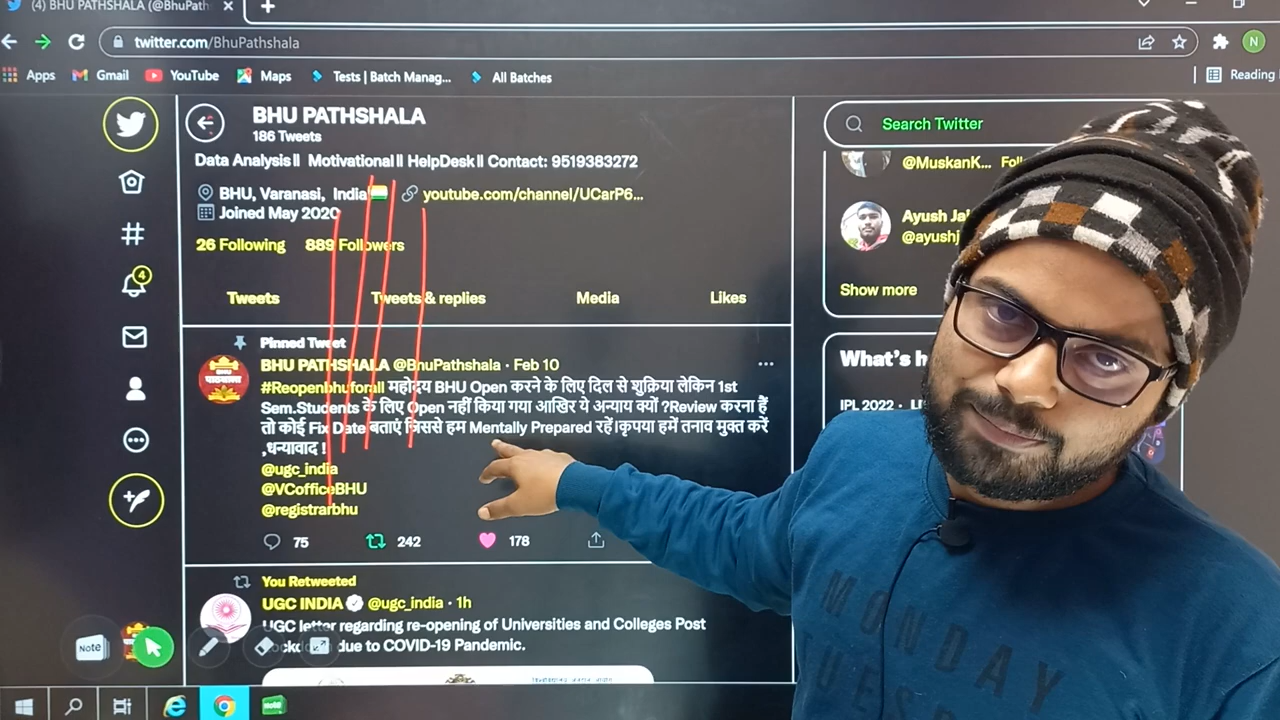 (4) BHU PATHSHALA (@BhuPath
twitter.com/BhuPathshala
Apps Gmail YouTube Maps Tests | Batch Manag... All Batches Reading
BHU PATHSHALA
186 Tweets
Data Analysis॥ Motivational॥ HelpDesk॥ Contact: 9519383272
BHU, Varanasi, India youtube.com/channel/UCarP6...
Joined May 2020
26 Following 889 Followers
Tweets Tweets & replies Media Likes
Pinned Tweet
BHU PATHSHALA @BhuPathshala · Feb 10
#Reopenbhuforall महोदय BHU Open करने के लिए दिल से शुक्रिया लेकिन 1st
Sem.Students के लिए Open नहीं किया गया आखिर ये अन्याय क्यों ?Review करना हैं
तो कोई Fix Date बताएं जिससे हम Mentally Prepared रहें।कृपया हमें तनाव मुक्त करें
,धन्यावाद !
@ugc_india
@VCofficeBHU
@registrarbhu
75 242 178
You Retweeted
UGC INDIA @ugc_india · 1h
UGC letter regarding re-opening of Universities and Colleges Post
due to COVID-19 Pandemic.
Search Twitter
@MuskanK... Foll
Ayush Ja
@ayushj
Show more
What's h
IPL 2022
4
N
BHU
पाठशाला
Note
note
MONDAY